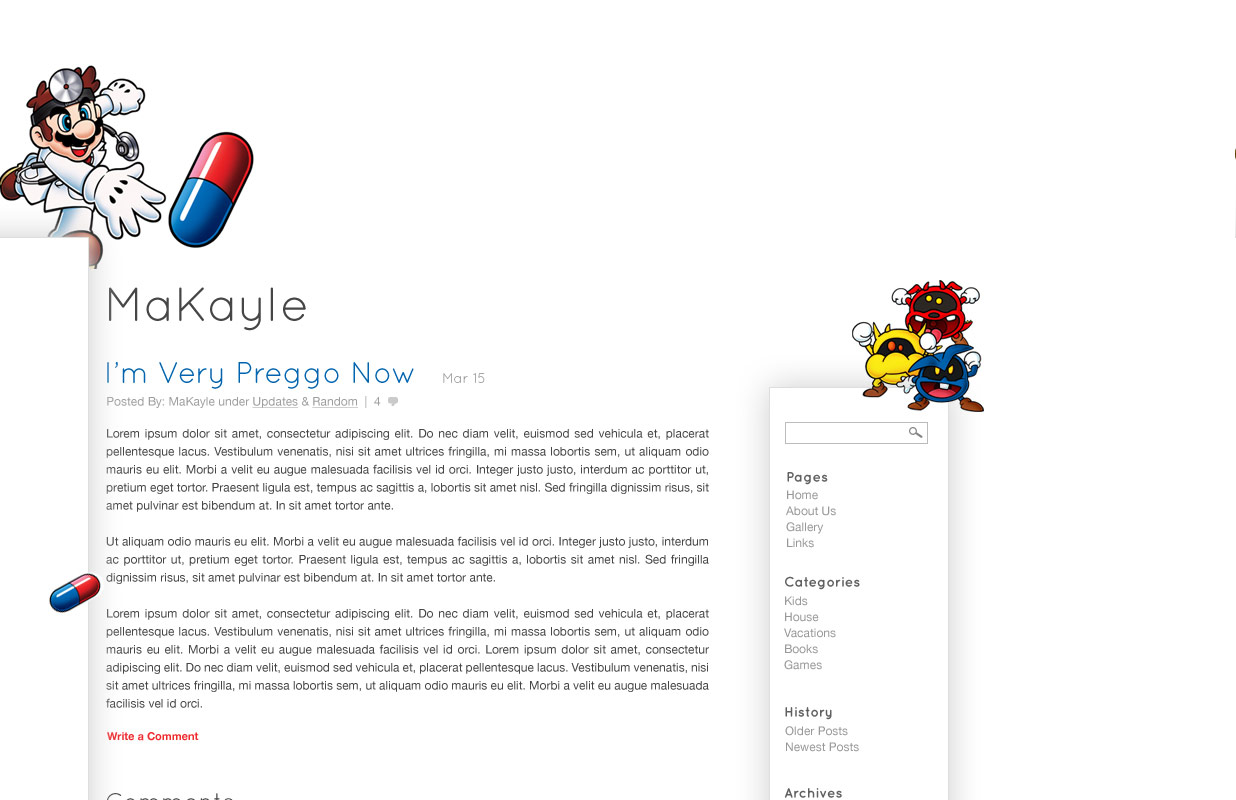 MaKayle
I'm Very Preggo Now Mar 15
Posted By: MaKayle under Updates & Random | 4
Lorem ipsum dolor sit amet, consectetur adipiscing elit. Do nec diam velit, euismod sed vehicula et, placerat
pellentesque lacus. Vestibulum venenatis, nisi sit amet ultrices fringilla, mi massa lobortis sem, ut aliquam odio
mauris eu elit. Morbi a velit eu augue malesuada facilisis vel id orci. Integer justo justo, interdum ac porttitor ut,
pretium eget tortor. Praesent ligula est, tempus ac sagittis a, lobortis sit amet nisl. Sed fringilla dignissim risus, sit
amet pulvinar est bibendum at. In sit amet tortor ante.
Ut aliquam odio mauris eu elit. Morbi a velit eu augue malesuada facilisis vel id orci. Integer justo justo, interdum
ac porttitor ut, pretium eget tortor. Praesent ligula est, tempus ac sagittis a, lobortis sit amet nisl. Sed fringilla
dignissim risus, sit amet pulvinar est bibendum at. In sit amet tortor ante.
Lorem ipsum dolor sit amet, consectetur adipiscing elit. Do nec diam velit, euismod sed vehicula et, placerat
pellentesque lacus. Vestibulum venenatis, nisi sit amet ultrices fringilla, mi massa lobortis sem, ut aliquam odio
mauris eu elit. Morbi a velit eu augue malesuada facilisis vel id orci. Lorem ipsum dolor sit amet, consectetur
adipiscing elit. Do nec diam velit, euismod sed vehicula et, placerat pellentesque lacus. Vestibulum venenatis, nisi
sit amet ultrices fringilla, mi massa lobortis sem, ut aliquam odio mauris eu elit. Morbi a velit eu augue malesuada
facilisis vel id orci.
Write a Comment
Comments
Pages
Home
About Us
Gallery
Links
Categories
Kids
House
Vacations
Books
Games
History
Older Posts
Newest Posts
Archives